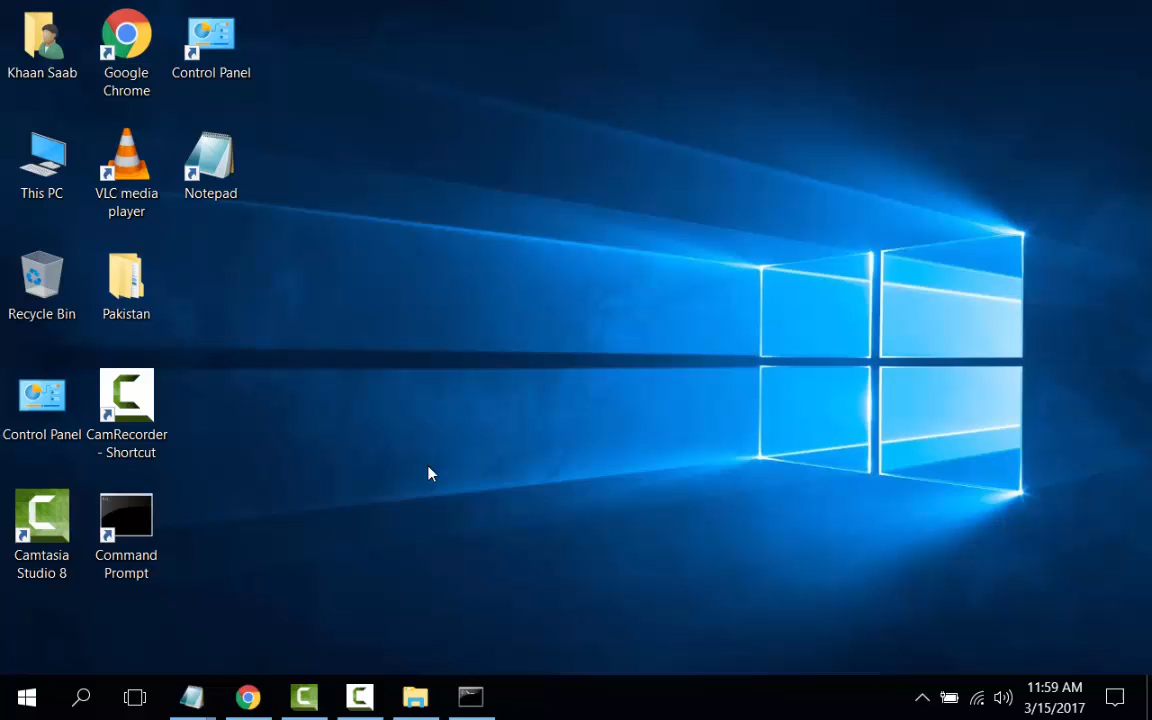 Khaan Saab
Google
Chrome
Control Panel
This PC
VLC media
player
Notepad
Recycle Bin
Pakistan
Control Panel
CamRecorder
- Shortcut
Camtasia
Studio 8
Command
Prompt
11:59 AM
3/15/2017